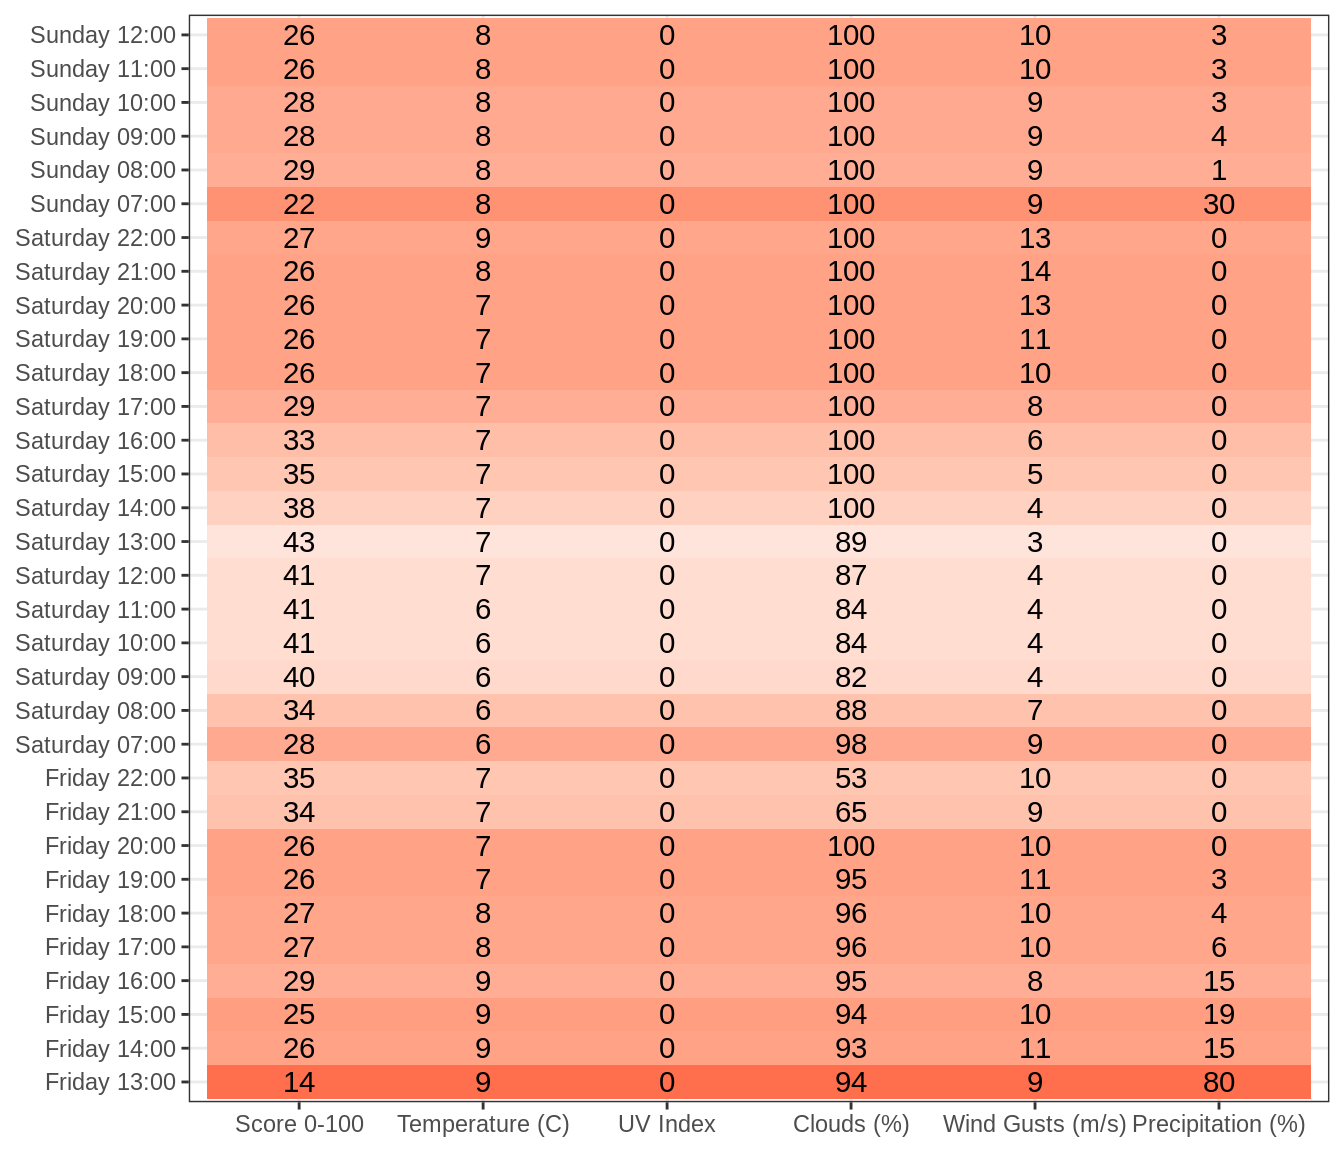 Sunday 12:00 26 8 0 100 10 3
Sunday 11:00 26 8 0 100 10 3
Sunday 10:00 28 8 0 100 9 3
Sunday 09:00 28 8 0 100 9 4
Sunday 08:00 29 8 0 100 9 1
Sunday 07:00 22 8 0 100 9 30
Saturday 22:00 27 9 0 100 13 0
Saturday 21:00 26 8 0 100 14 0
Saturday 20:00 26 7 0 100 13 0
Saturday 19:00 26 7 0 100 11 0
Saturday 18:00 26 7 0 100 10 0
Saturday 17:00 29 7 0 100 8 0
Saturday 16:00 33 7 0 100 6 0
Saturday 15:00 35 7 0 100 5 0
Saturday 14:00 38 7 0 100 4 0
Saturday 13:00 43 7 0 89 3 0
Saturday 12:00 41 7 0 87 4 0
Saturday 11:00 41 6 0 84 4 0
Saturday 10:00 41 6 0 84 4 0
Saturday 09:00 40 6 0 82 4 0
Saturday 08:00 34 6 0 88 7 0
Saturday 07:00 28 6 0 98 9 0
Friday 22:00 35 7 0 53 10 0
Friday 21:00 34 7 0 65 9 0
Friday 20:00 26 7 0 100 10 0
Friday 19:00 26 7 0 95 11 3
Friday 18:00 27 8 0 96 10 4
Friday 17:00 27 8 0 96 10 6
Friday 16:00 29 9 0 95 8 15
Friday 15:00 25 9 0 94 10 19
Friday 14:00 26 9 0 93 11 15
Friday 13:00 14 9 0 94 9 80
Score 0-100 Temperature (C) UV Index Clouds (%) Wind Gusts (m/s) Precipitation (%)